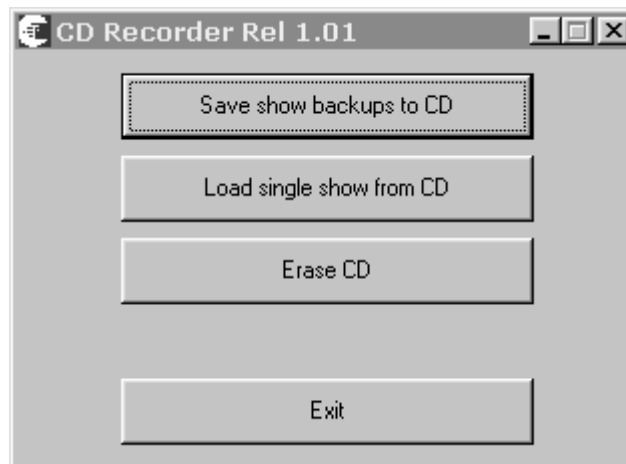 CD Recorder Rel 1.01
Save show backups to CD
Load single show from CD
Erase CD
Exit